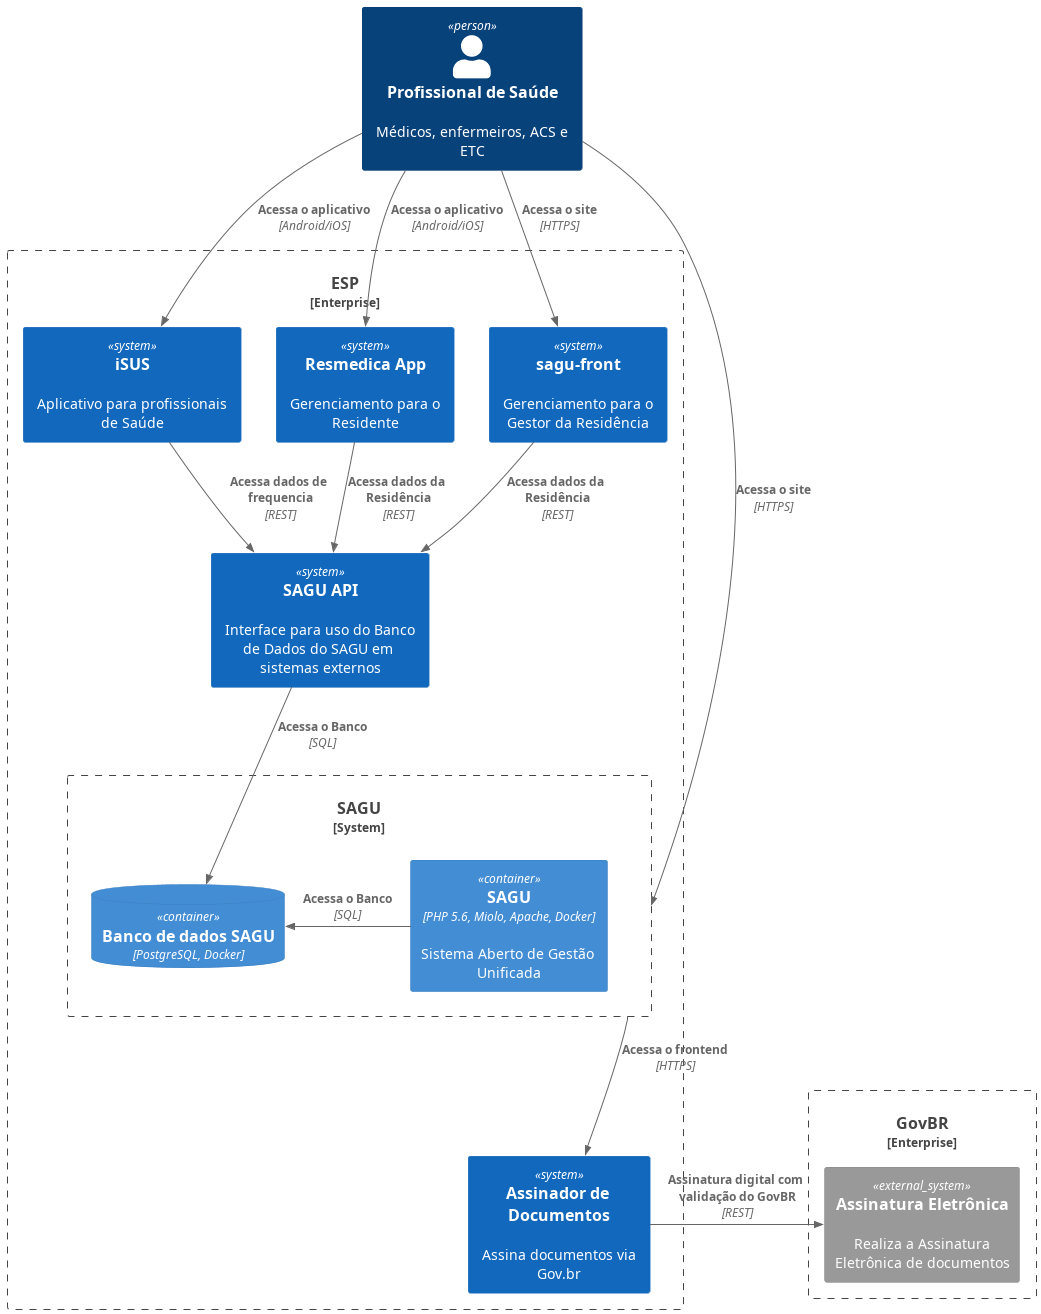 «person»
Profissional de Saúde
Médicos, enfermeiros, ACS e
ETC
Acessa o aplicativo
[Android/iOS]
Acessa o aplicativo
[Android/iOS]
Acessa o site
[HTTPS]
ESP
[Enterprise]
«system»
iSUS
Aplicativo para profissionais
de Saúde
«system»
Resmedica App
Gerenciamento para o
Residente
«system»
sagu-front
Gerenciamento para o
Gestor da Residência
Acessa dados de
frequencia
[REST]
Acessa dados da
Residência
[REST]
Acessa dados da
Residência
[REST]
Acessa o site
[HTTPS]
«system»
SAGU API
Interface para uso do Banco
de Dados do SAGU em
sistemas externos
Acessa o Banco
[SQL]
SAGU
[System]
«container»
Banco de dados SAGU
[PostgreSQL, Docker]
Acessa o Banco
[SQL]
«container»
SAGU
[PHP 5.6, Miolo, Apache, Docker]
Sistema Aberto de Gestão
Unificada
Acessa o frontend
[HTTPS]
«system»
Assinador de
Documentos
Assina documentos via
Gov.br
Assinatura digital com
validação do GovBR
[REST]
GovBR
[Enterprise]
«external_system»
Assinatura Eletrônica
Realiza a Assinatura
Eletrônica de documentos